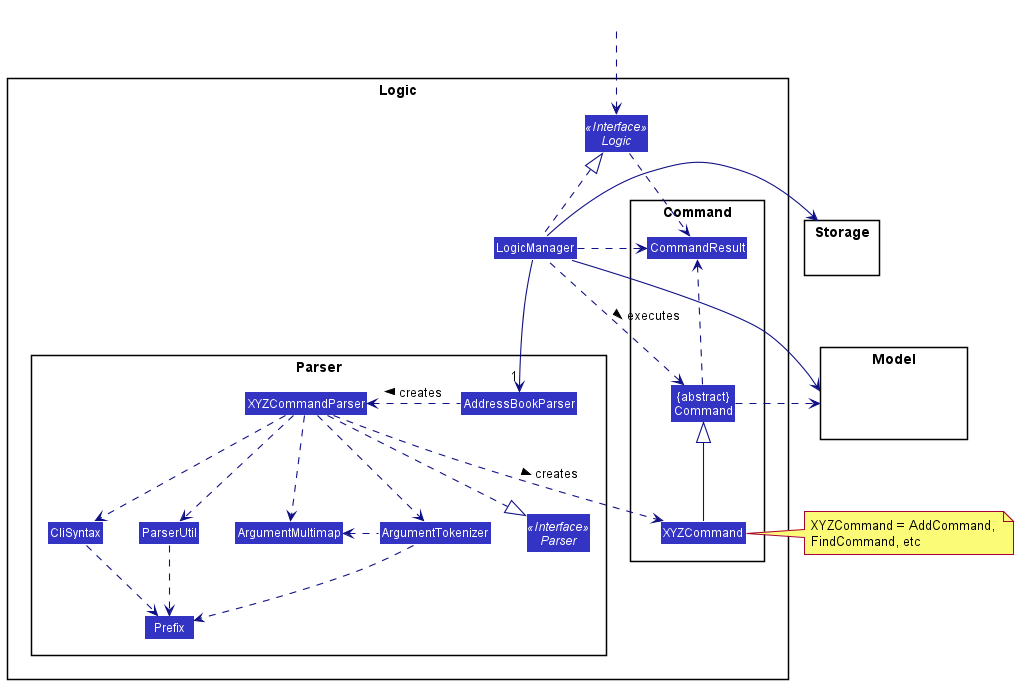 Logic
«Interface»
Logic
Command
Storage
LogicManager
CommandResult
executes
Model
Parser
1
creates
{abstract}
Command
XYZCommandParser
AddressBookParser
creates
CliSyntax
ParserUtil
ArgumentMultimap
ArgumentTokenizer
«Interface»
Parser
XYZCommand
XYZCommand = AddCommand,
FindCommand, etc
Prefix